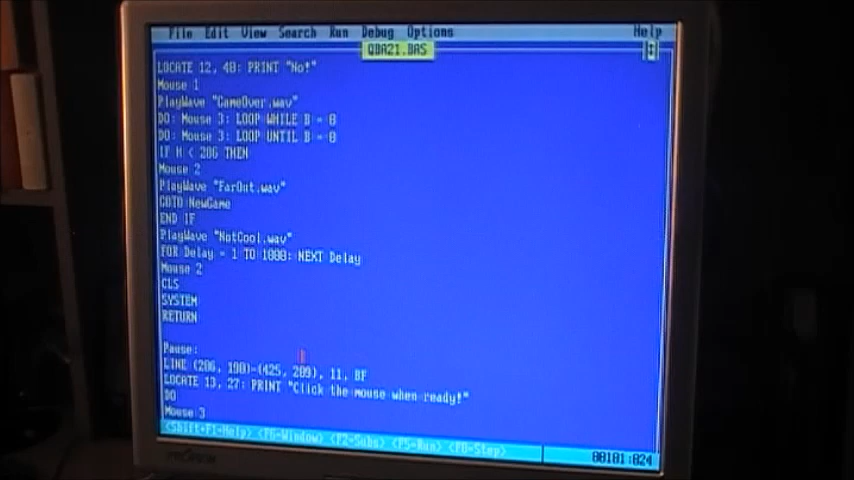 File Edit View Search Run Debug Options Help
QBA21.BAS
LOCATE 12, 40: PRINT "No!"
Mouse 1
PlayWave "GameOver.wav"
DO: Mouse 3: LOOP WHILE B = 0
DO: Mouse 3: LOOP UNTIL B = 0
IF H < 286 THEN
Mouse 2
PlayWave "FarOut.wav"
GOTO NewGame
END IF
PlayWave "NotCool.wav"
FOR Delay = 1 TO 1000: NEXT Delay
Mouse 2
CLS
SYSTEM
RETURN
Pause:
LINE (206, 190)-(425, 209), 11, BF
LOCATE 13, 27: PRINT "Click the mouse when ready!"
DO
Mouse 3
<Shift+F1=Help> <F6=Window> <F2=Subs> <F5=Run> <F8=Step> 00101:024